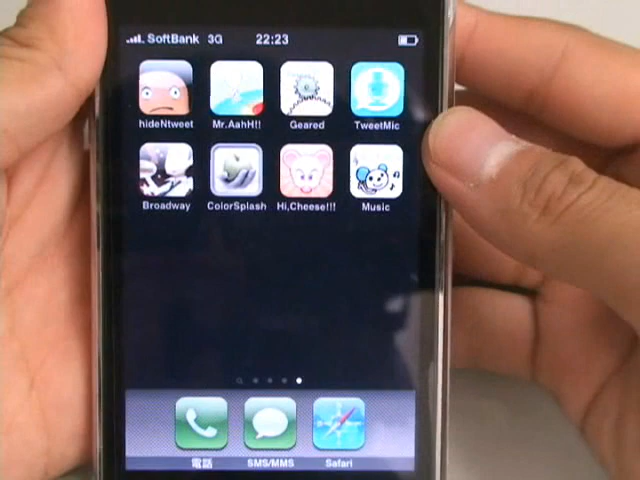 SoftBank 3G 22:23
hideNtweet Mr.AahH!! Geared TweetMic
Broadway ColorSplash Hi,Cheese!!! Music
電話 SMS/MMS Safari